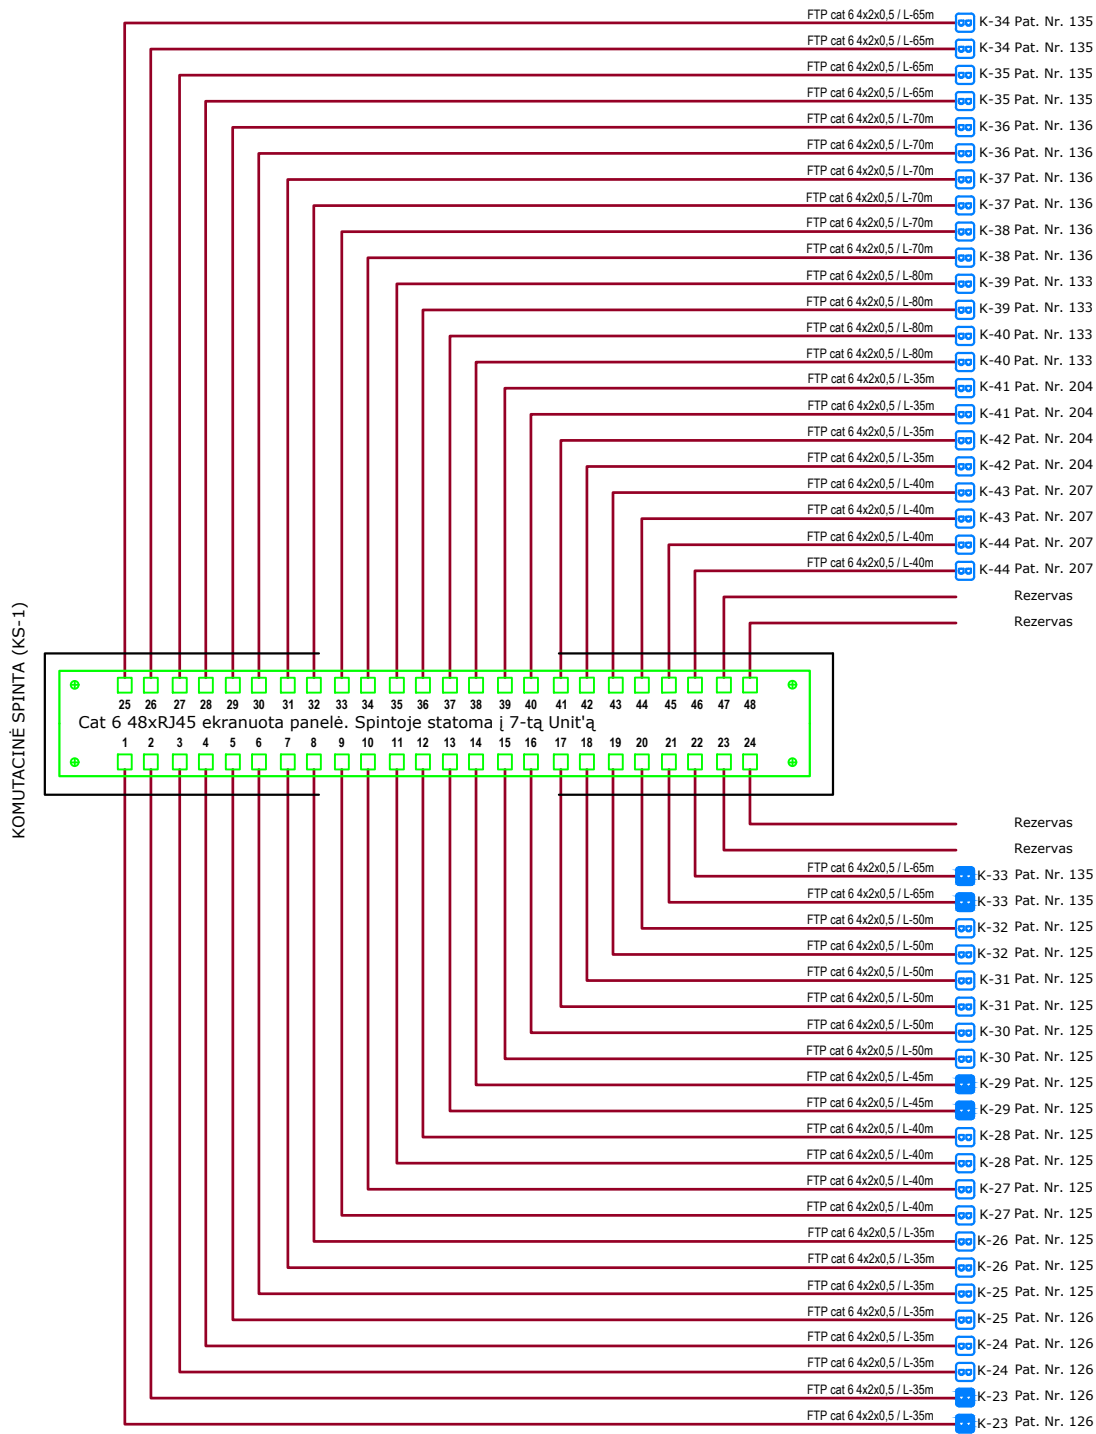 FTP cat 6 4x2x0,5 / L-65m K-34 Pat. Nr. 135
FTP cat 6 4x2x0,5 / L-65m K-34 Pat. Nr. 135
FTP cat 6 4x2x0,5 / L-65m K-35 Pat. Nr. 135
FTP cat 6 4x2x0,5 / L-65m K-35 Pat. Nr. 135
FTP cat 6 4x2x0,5 / L-70m K-36 Pat. Nr. 136
FTP cat 6 4x2x0,5 / L-70m K-36 Pat. Nr. 136
FTP cat 6 4x2x0,5 / L-70m K-37 Pat. Nr. 136
FTP cat 6 4x2x0,5 / L-70m K-37 Pat. Nr. 136
FTP cat 6 4x2x0,5 / L-70m K-38 Pat. Nr. 136
FTP cat 6 4x2x0,5 / L-70m K-38 Pat. Nr. 136
FTP cat 6 4x2x0,5 / L-80m K-39 Pat. Nr. 133
FTP cat 6 4x2x0,5 / L-80m K-39 Pat. Nr. 133
FTP cat 6 4x2x0,5 / L-80m K-40 Pat. Nr. 133
FTP cat 6 4x2x0,5 / L-80m K-40 Pat. Nr. 133
FTP cat 6 4x2x0,5 / L-35m K-41 Pat. Nr. 204
FTP cat 6 4x2x0,5 / L-35m K-41 Pat. Nr. 204
FTP cat 6 4x2x0,5 / L-35m K-42 Pat. Nr. 204
FTP cat 6 4x2x0,5 / L-35m K-42 Pat. Nr. 204
FTP cat 6 4x2x0,5 / L-40m K-43 Pat. Nr. 207
FTP cat 6 4x2x0,5 / L-40m K-43 Pat. Nr. 207
FTP cat 6 4x2x0,5 / L-40m K-44 Pat. Nr. 207
FTP cat 6 4x2x0,5 / L-40m K-44 Pat. Nr. 207
Rezervas
Rezervas
KOMUTACINĖ SPINTA (KS-1)
25 26 27 28 29 30 31 32 33 34 35 36 37 38 39 40 41 42 43 44 45 46 47 48
Cat 6 48xRJ45 ekranuota panelė. Spintoje statoma į 7-tą Unit'ą
1 2 3 4 5 6 7 8 9 10 11 12 13 14 15 16 17 18 19 20 21 22 23 24
Rezervas
Rezervas
FTP cat 6 4x2x0,5 / L-65m K-33 Pat. Nr. 135
FTP cat 6 4x2x0,5 / L-65m K-33 Pat. Nr. 135
FTP cat 6 4x2x0,5 / L-50m K-32 Pat. Nr. 125
FTP cat 6 4x2x0,5 / L-50m K-32 Pat. Nr. 125
FTP cat 6 4x2x0,5 / L-50m K-31 Pat. Nr. 125
FTP cat 6 4x2x0,5 / L-50m K-31 Pat. Nr. 125
FTP cat 6 4x2x0,5 / L-50m K-30 Pat. Nr. 125
FTP cat 6 4x2x0,5 / L-50m K-30 Pat. Nr. 125
FTP cat 6 4x2x0,5 / L-45m K-29 Pat. Nr. 125
FTP cat 6 4x2x0,5 / L-45m K-29 Pat. Nr. 125
FTP cat 6 4x2x0,5 / L-40m K-28 Pat. Nr. 125
FTP cat 6 4x2x0,5 / L-40m K-28 Pat. Nr. 125
FTP cat 6 4x2x0,5 / L-40m K-27 Pat. Nr. 125
FTP cat 6 4x2x0,5 / L-40m K-27 Pat. Nr. 125
FTP cat 6 4x2x0,5 / L-35m K-26 Pat. Nr. 125
FTP cat 6 4x2x0,5 / L-35m K-26 Pat. Nr. 125
FTP cat 6 4x2x0,5 / L-35m K-25 Pat. Nr. 125
FTP cat 6 4x2x0,5 / L-35m K-25 Pat. Nr. 126
FTP cat 6 4x2x0,5 / L-35m K-24 Pat. Nr. 126
FTP cat 6 4x2x0,5 / L-35m K-24 Pat. Nr. 126
FTP cat 6 4x2x0,5 / L-35m K-23 Pat. Nr. 126
FTP cat 6 4x2x0,5 / L-35m K-23 Pat. Nr. 126